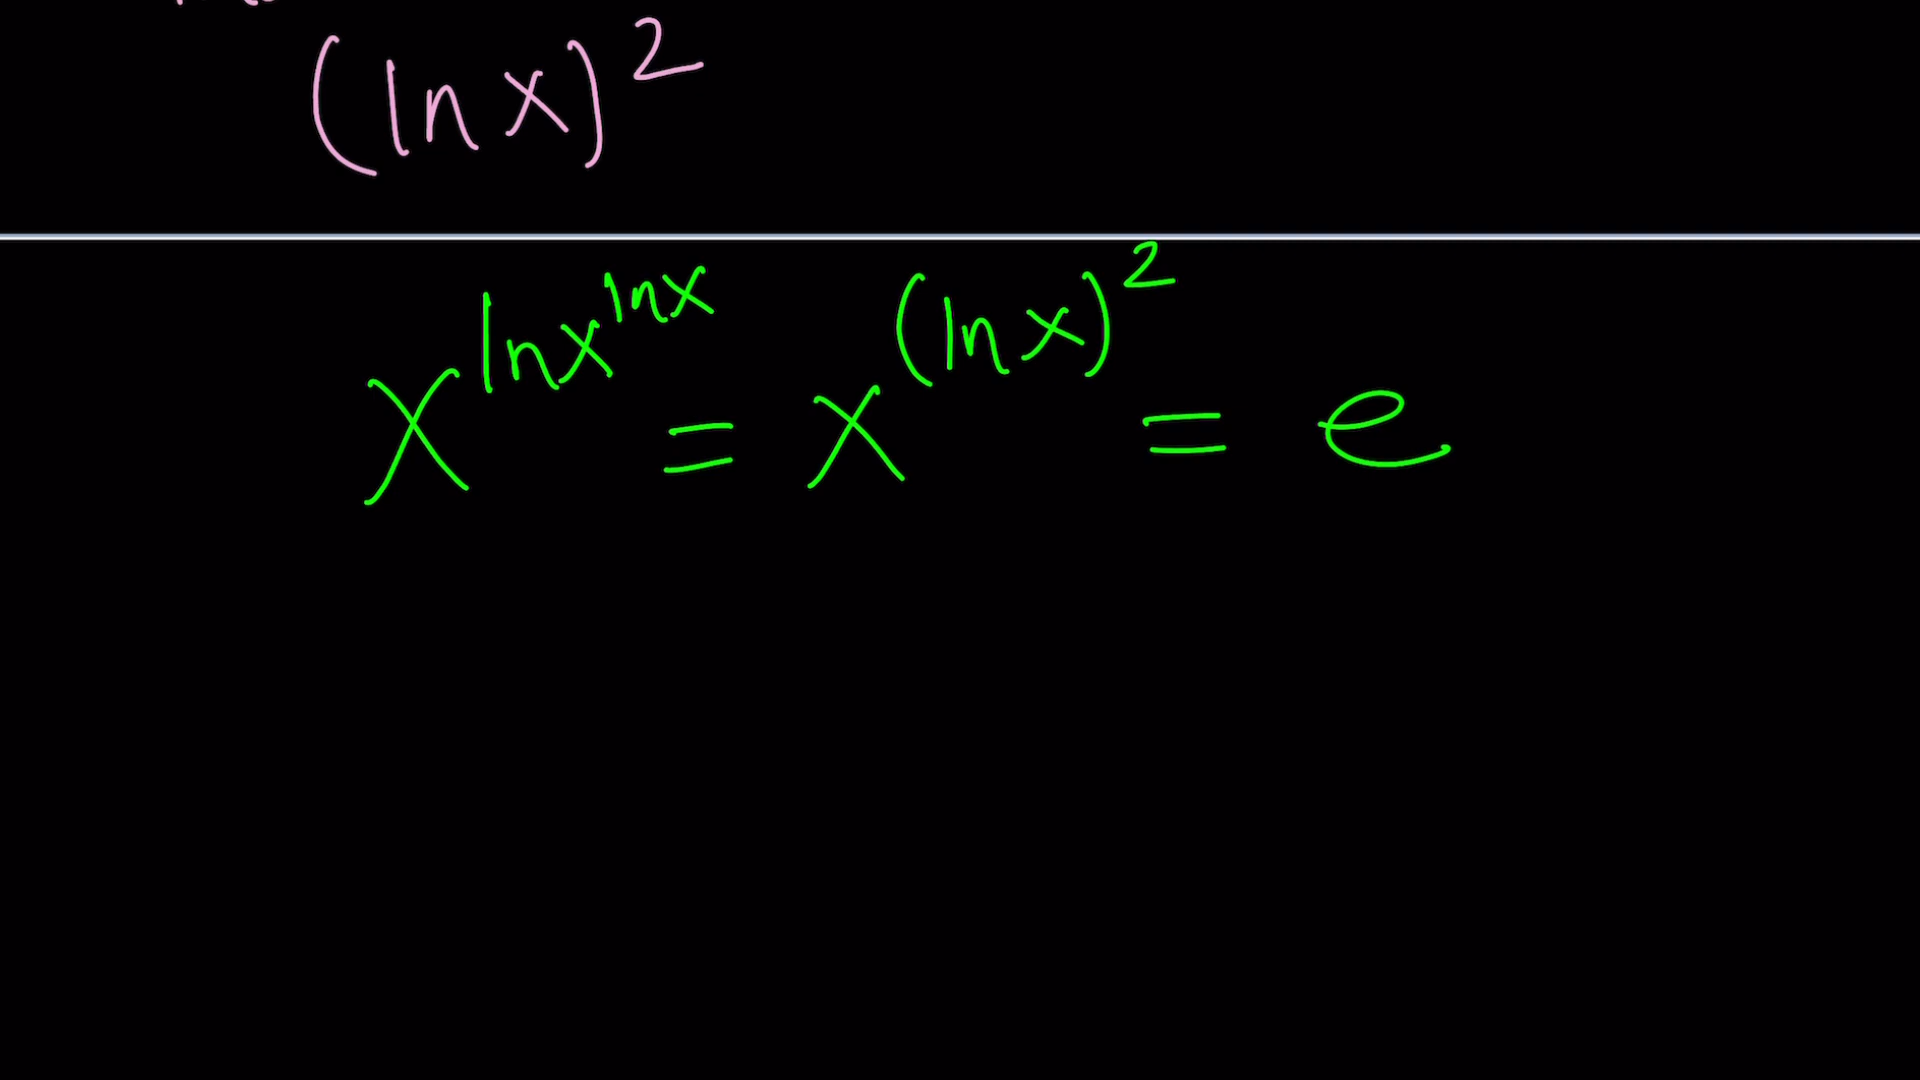 (ln x)²
x^(ln x^(ln x)) = x^((ln x)²) = e